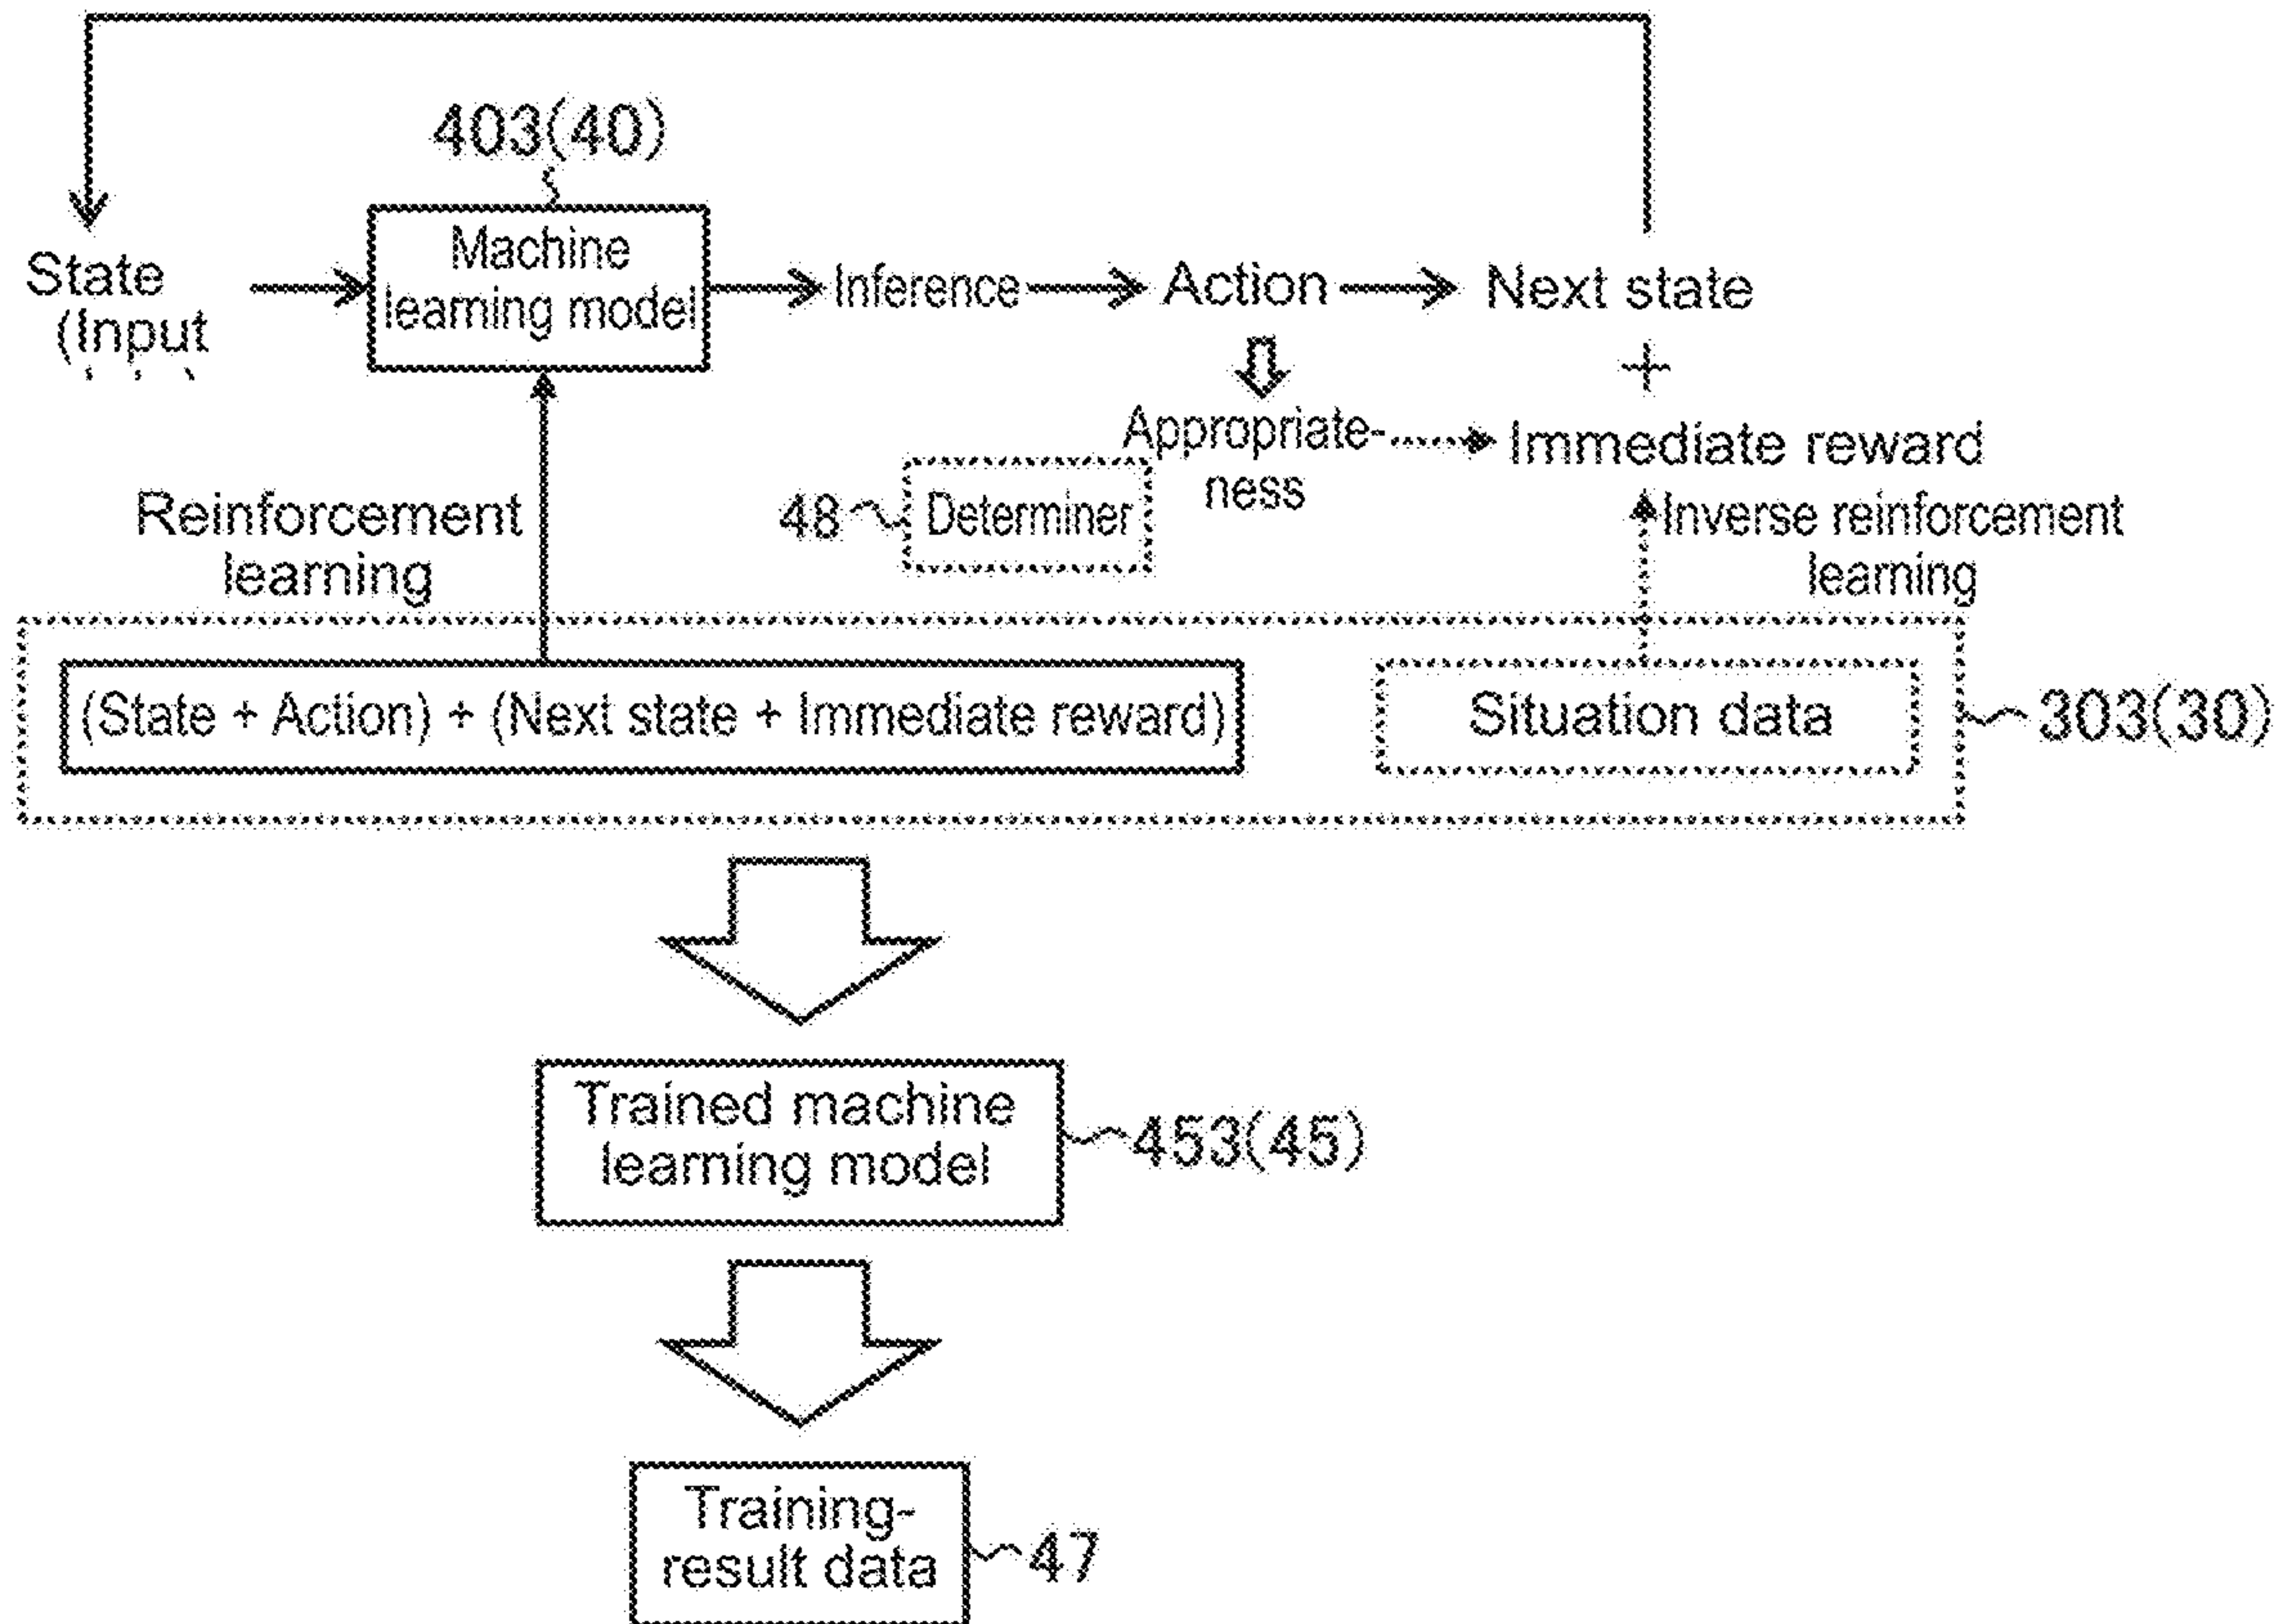 403(40)
State
(Input
Machine
learning model
Inference
Action
Next state
+
Appropriate-
ness
Immediate reward
48
Determiner
Reinforcement
learning
Inverse reinforcement
learning
(State + Action) + (Next state + Immediate reward)
Situation data
303(30)
Trained machine
learning model
453(45)
Training-
result data
47